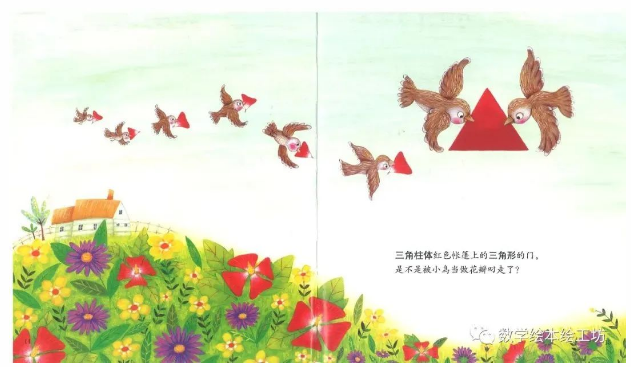 三角柱体红色帐篷上的三角形的门，
是不是被小鸟当做花瓣叼走了？
数学绘本绘工坊